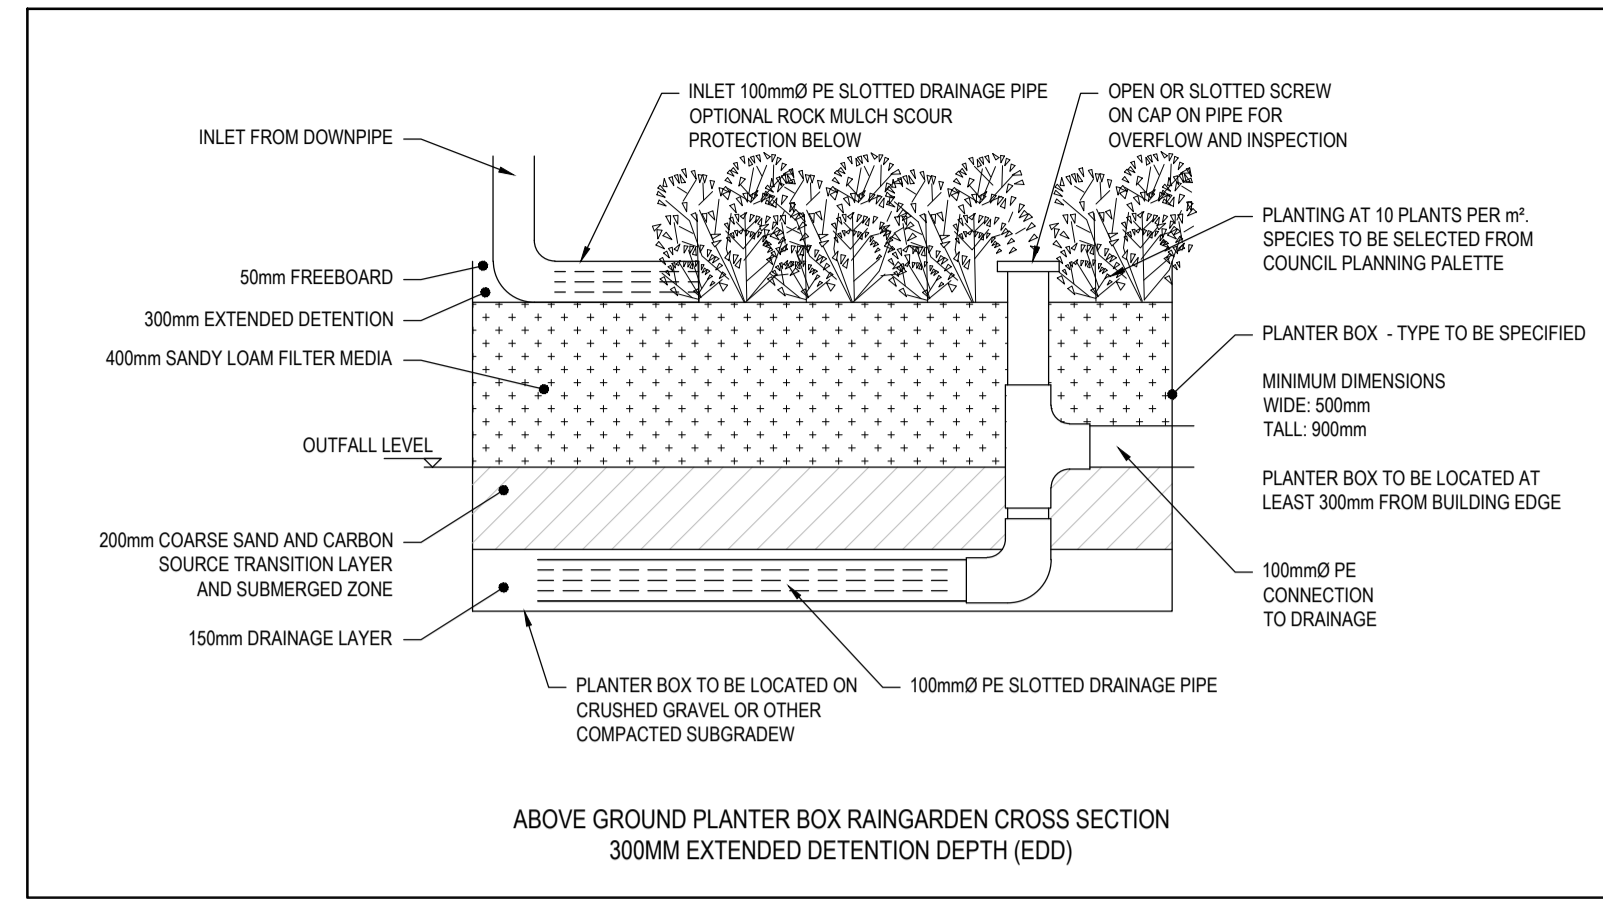 INLET FROM DOWNPIPE
INLET 100mmØ PE SLOTTED DRAINAGE PIPE
OPTIONAL ROCK MULCH SCOUR
PROTECTION BELOW
OPEN OR SLOTTED SCREW
ON CAP ON PIPE FOR
OVERFLOW AND INSPECTION
PLANTING AT 10 PLANTS PER m².
SPECIES TO BE SELECTED FROM
COUNCIL PLANNING PALETTE
50mm FREEBOARD
300mm EXTENDED DETENTION
400mm SANDY LOAM FILTER MEDIA
PLANTER BOX - TYPE TO BE SPECIFIED
MINIMUM DIMENSIONS
WIDE: 500mm
TALL: 900mm
OUTFALL LEVEL
PLANTER BOX TO BE LOCATED AT
LEAST 300mm FROM BUILDING EDGE
200mm COARSE SAND AND CARBON
SOURCE TRANSITION LAYER
AND SUBMERGED ZONE
100mmØ PE
CONNECTION
TO DRAINAGE
150mm DRAINAGE LAYER
PLANTER BOX TO BE LOCATED ON
CRUSHED GRAVEL OR OTHER
COMPACTED SUBGRADEW
100mmØ PE SLOTTED DRAINAGE PIPE
ABOVE GROUND PLANTER BOX RAINGARDEN CROSS SECTION
300MM EXTENDED DETENTION DEPTH (EDD)